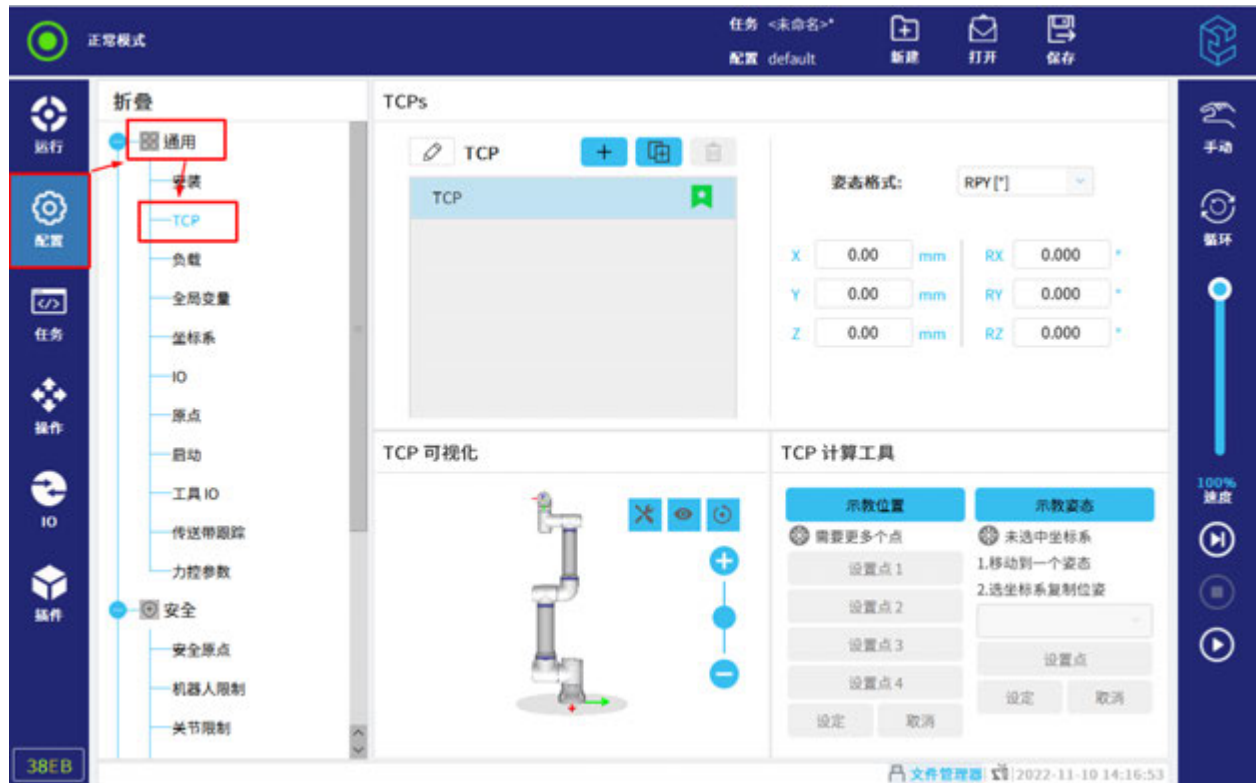 正常模式
任务 <未命名>*
配置 default
新建
打开
保存
运行
配置
任务
操作
IO
插件
38EB
折叠
通用
安装
TCP
负载
全局变量
坐标系
IO
原点
启动
工具 IO
传送带跟踪
力控参数
安全
安全原点
机器人限制
关节限制
TCPs
TCP
TCP
姿态格式:
RPY [°]
X 0.00 mm RX 0.000 °
Y 0.00 mm RY 0.000 °
Z 0.00 mm RZ 0.000 °
TCP 可视化
TCP 计算工具
示教位置
需要更多个点
设置点 1
设置点 2
设置点 3
设置点 4
设定 取消
示教姿态
未选中坐标系
1.移动到一个姿态
2.选坐标系复制位姿
设置点
设定 取消
手动
循环
100%
速度
文件管理器 2022-11-10 14:16:53